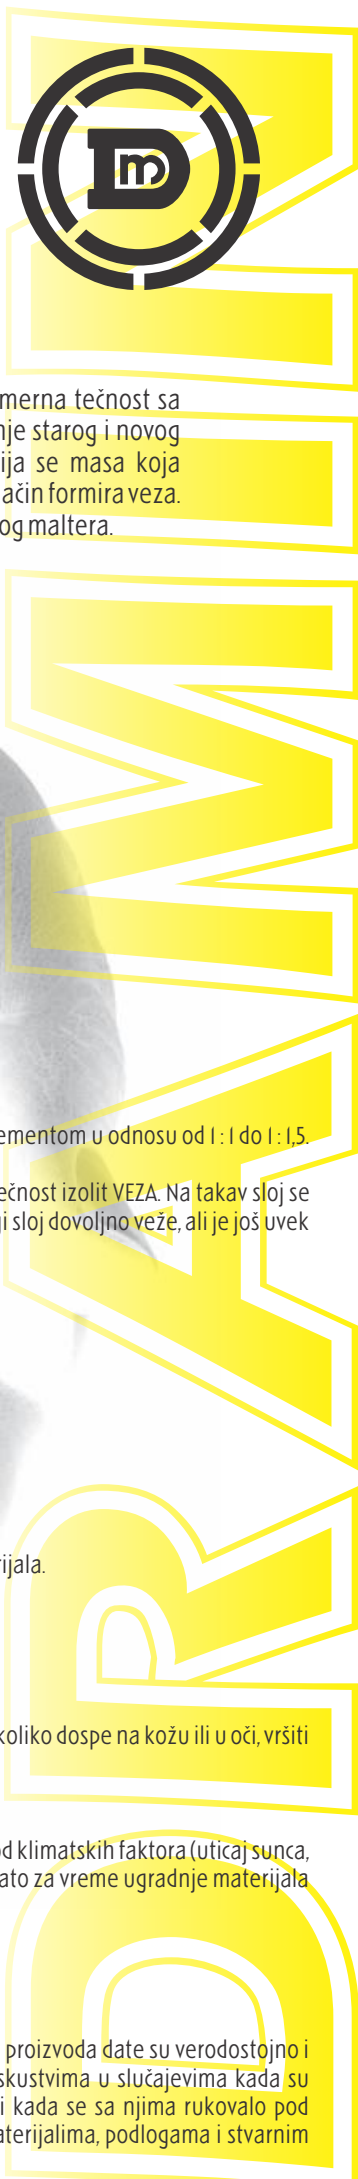 Dm
merna tečnost sa
nje starog i novog
ija se masa koja
ačin formira veza.
og maltera.
ementom u odnosu od 1 : 1 do 1 : 1,5.
ečnost izolit VEZA. Na takav sloj se
gi sloj dovoljno veže, ali je još uvek
rijala.
koliko dospe na kožu ili u oči, vršiti
od klimatskih faktora (uticaj sunca,
ato za vreme ugradnje materijala
proizvoda date su verodostojno i
skustvima u slučajevima kada su
i kada se sa njima rukovalo pod
aterijalima, podlogama i stvarnim
DRAMIN